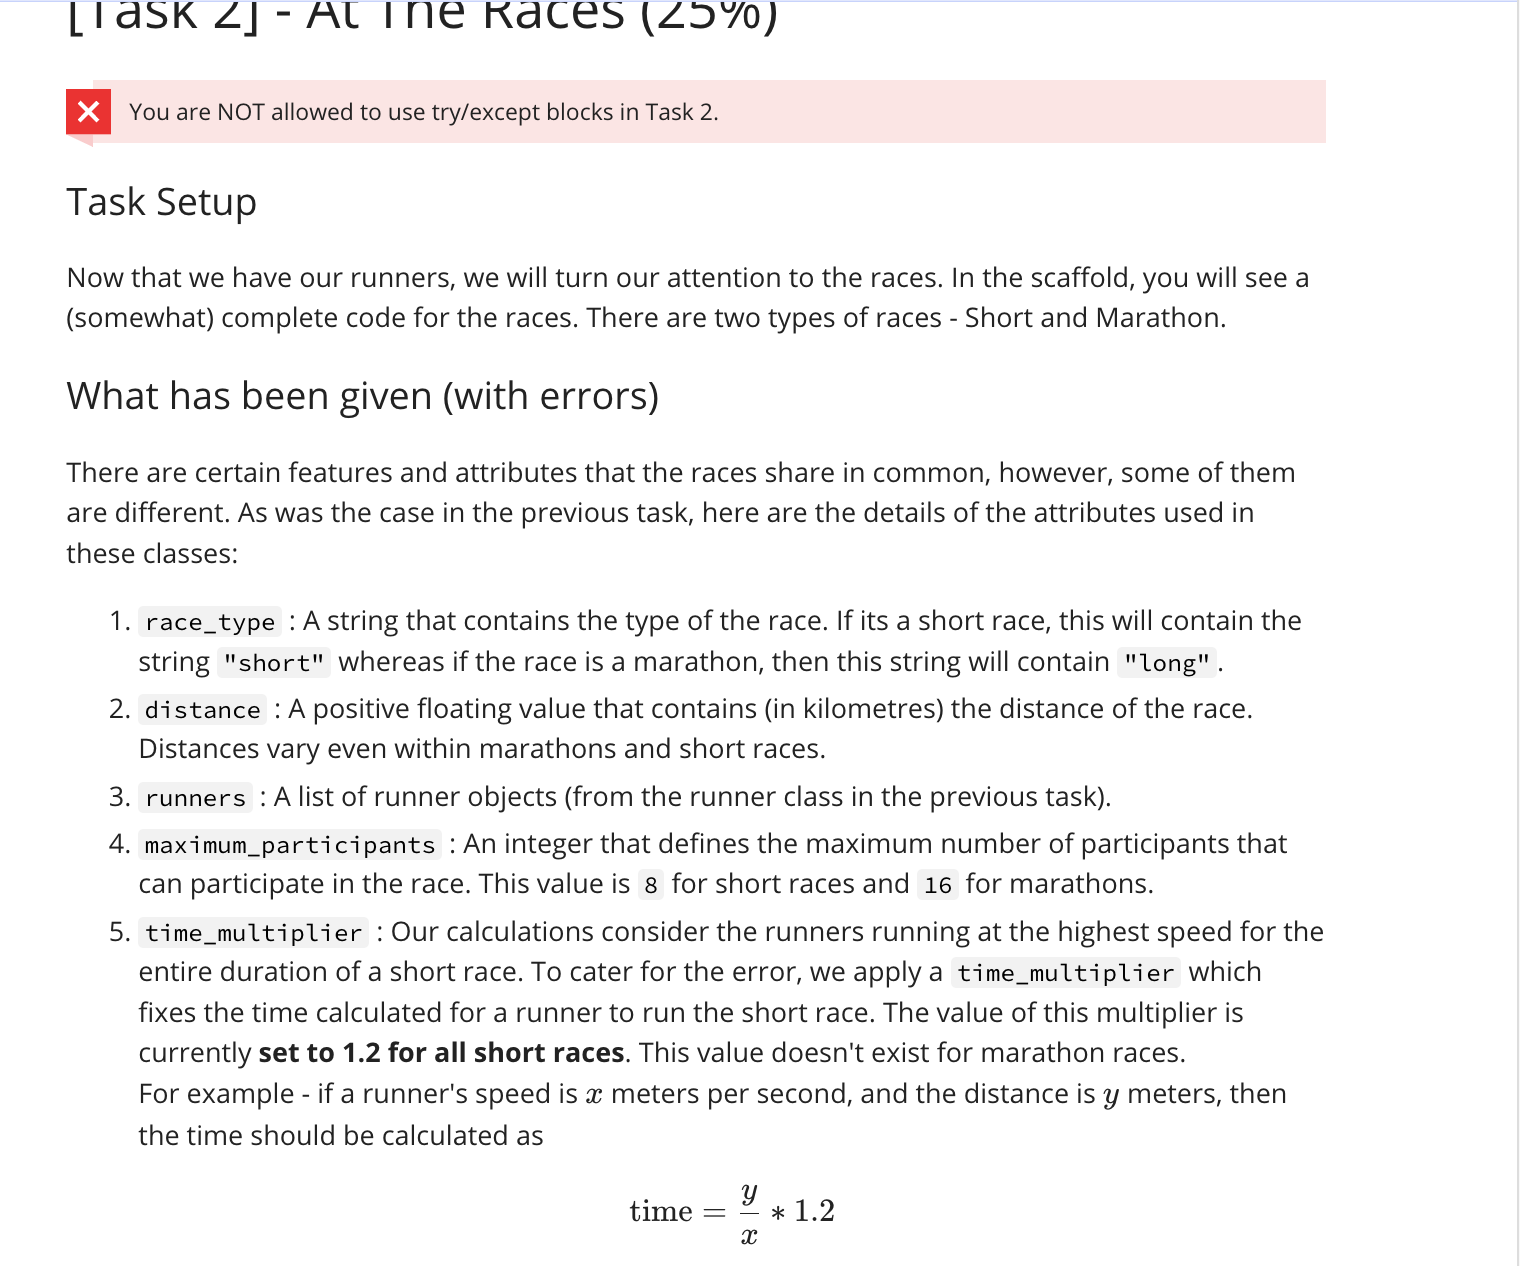 [Task 2] - At The Races (25%)
You are NOT allowed to use try/except blocks in Task 2.
Task Setup
Now that we have our runners, we will turn our attention to the races. In the scaffold, you will see a
(somewhat) complete code for the races. There are two types of races - Short and Marathon.
What has been given (with errors)
There are certain features and attributes that the races share in common, however, some of them
are different. As was the case in the previous task, here are the details of the attributes used in
these classes:
1. race_type : A string that contains the type of the race. If its a short race, this will contain the
string "short" whereas if the race is a marathon, then this string will contain "long".
2. distance : A positive floating value that contains (in kilometres) the distance of the race.
Distances vary even within marathons and short races.
3. runners : A list of runner objects (from the runner class in the previous task).
4. maximum_participants : An integer that defines the maximum number of participants that
can participate in the race. This value is 8 for short races and 16 for marathons.
5. time_multiplier : Our calculations consider the runners running at the highest speed for the
entire duration of a short race. To cater for the error, we apply a time_multiplier which
fixes the time calculated for a runner to run the short race. The value of this multiplier is
currently set to 1.2 for all short races. This value doesn't exist for marathon races.
For example - if a runner's speed is x meters per second, and the distance is y meters, then
the time should be calculated as
time = y/x * 1.2